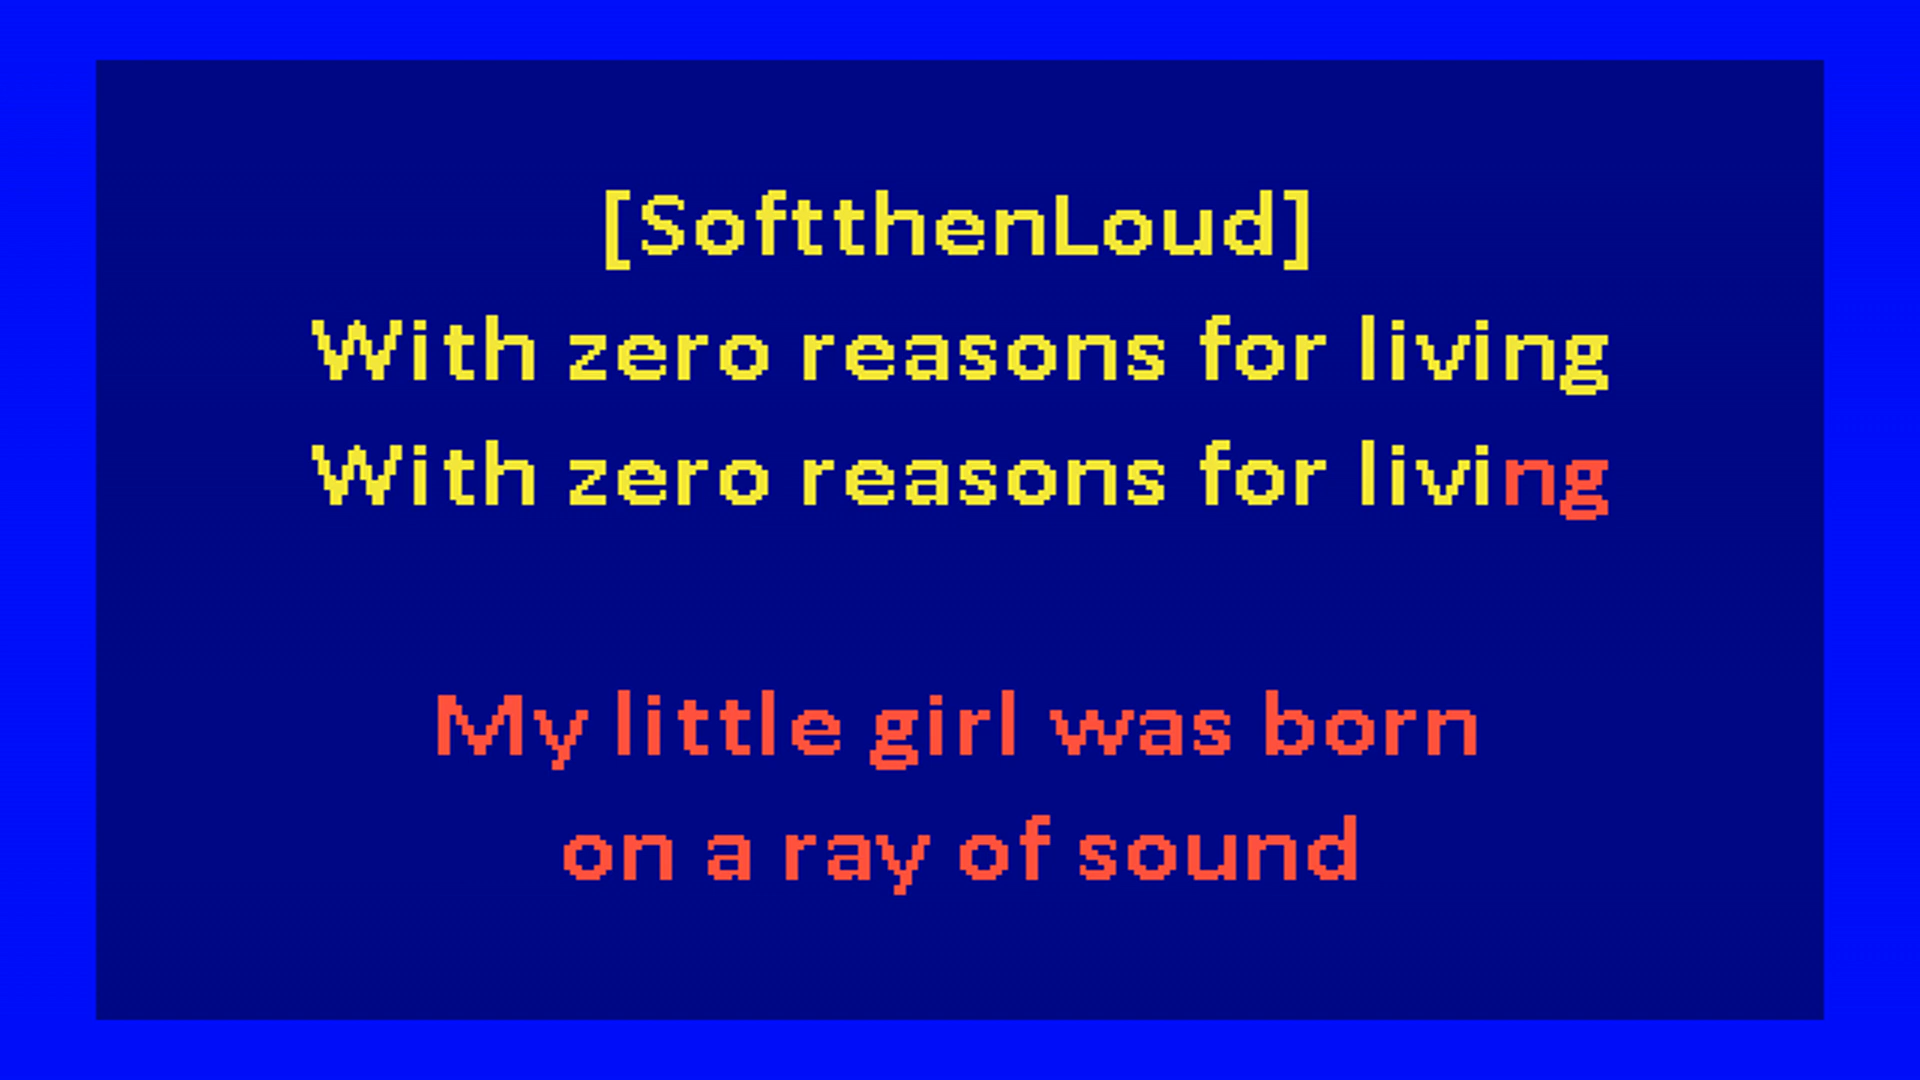 [SoftthenLoud]
With zero reasons for living
With zero reasons for living
My little girl was born
on a ray of sound